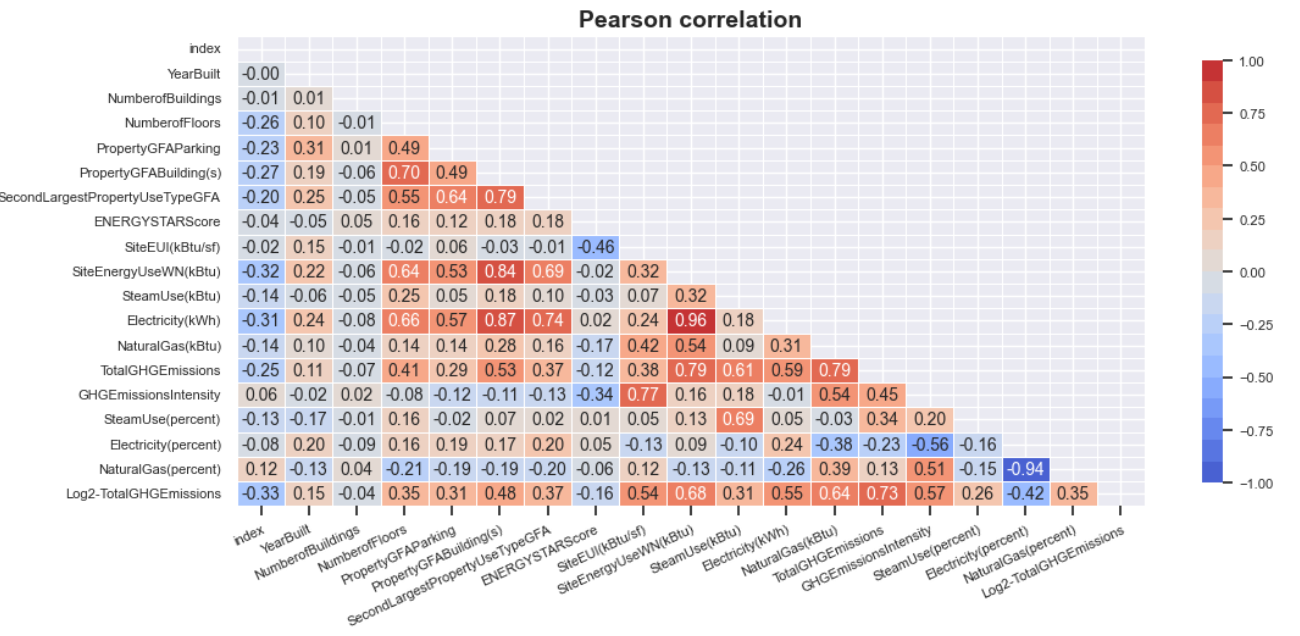 Pearson correlation
index
YearBuilt -0.00
NumberofBuildings -0.01 0.01
NumberofFloors -0.26 0.10 -0.01
PropertyGFAParking -0.23 0.31 0.01 0.49
PropertyGFABuilding(s) -0.27 0.19 -0.06 0.70 0.49
SecondLargestPropertyUseTypeGFA -0.20 0.25 -0.05 0.55 0.64 0.79
ENERGYSTARScore -0.04 -0.05 0.05 0.16 0.12 0.18 0.18
SiteEUI(kBtu/sf) -0.02 0.15 -0.01 -0.02 0.06 -0.03 -0.01 -0.46
SiteEnergyUseWN(kBtu) -0.32 0.22 -0.06 0.64 0.53 0.84 0.69 -0.02 0.32
SteamUse(kBtu) -0.14 -0.06 -0.05 0.25 0.05 0.18 0.10 -0.03 0.07 0.32
Electricity(kWh) -0.31 0.24 -0.08 0.66 0.57 0.87 0.74 0.02 0.24 0.96 0.18
NaturalGas(kBtu) -0.14 0.10 -0.04 0.14 0.14 0.28 0.16 -0.17 0.42 0.54 0.09 0.31
TotalGHGEmissions -0.25 0.11 -0.07 0.41 0.29 0.53 0.37 -0.12 0.38 0.79 0.61 0.59 0.79
GHGEmissionsIntensity 0.06 -0.02 0.02 -0.08 -0.12 -0.11 -0.13 -0.34 0.77 0.16 0.18 -0.01 0.54 0.45
SteamUse(percent) -0.13 -0.17 -0.01 0.16 -0.02 0.07 0.02 0.01 0.05 0.13 0.69 0.05 -0.03 0.34 0.20
Electricity(percent) -0.08 0.20 -0.09 0.16 0.19 0.17 0.20 0.05 -0.13 0.09 -0.10 0.24 -0.38 -0.23 -0.56 -0.16
NaturalGas(percent) 0.12 -0.13 0.04 -0.21 -0.19 -0.19 -0.20 -0.06 0.12 -0.13 -0.11 -0.26 0.39 0.13 0.51 -0.15 -0.94
Log2-TotalGHGEmissions -0.33 0.15 -0.04 0.35 0.31 0.48 0.37 -0.16 0.54 0.68 0.31 0.55 0.64 0.73 0.57 0.26 -0.42 0.35
index
YearBuilt
NumberofBuildings
NumberofFloors
PropertyGFAParking
PropertyGFABuilding(s)
SecondLargestPropertyUseTypeGFA
ENERGYSTARScore
SiteEUI(kBtu/sf)
SiteEnergyUseWN(kBtu)
SteamUse(kBtu)
Electricity(kWh)
NaturalGas(kBtu)
TotalGHGEmissions
GHGEmissionsIntensity
SteamUse(percent)
Electricity(percent)
NaturalGas(percent)
Log2-TotalGHGEmissions
1.00
0.75
0.50
0.25
0.00
−0.25
−0.50
−0.75
−1.00